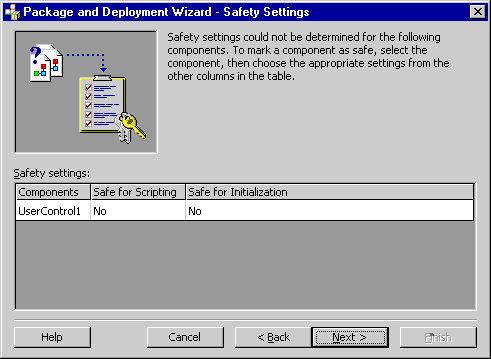 Package and Deployment Wizard - Safety Settings
Safety settings could not be determined for the following
components. To mark a component as safe, select the
component, then choose the appropriate settings from the
other columns in the table.
Safety settings:
Components Safe for Scripting Safe for Initialization
UserControl1 No No
Help Cancel < Back Next > Finish